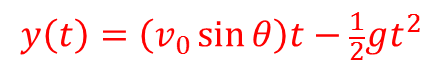 y(t) = (v₀ sin θ)t − ½gt²